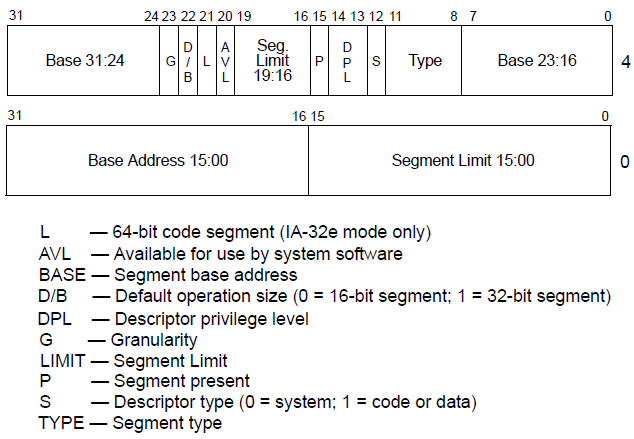 31 24 23 22 21 20 19 16 15 14 13 12 11 8 7 0
Base 31:24 G D/B L AVL Seg. Limit 19:16 P DPL S Type Base 23:16 4
31 16 15 0
Base Address 15:00 Segment Limit 15:00 0
L — 64-bit code segment (IA-32e mode only)
AVL — Available for use by system software
BASE — Segment base address
D/B — Default operation size (0 = 16-bit segment; 1 = 32-bit segment)
DPL — Descriptor privilege level
G — Granularity
LIMIT — Segment Limit
P — Segment present
S — Descriptor type (0 = system; 1 = code or data)
TYPE — Segment type